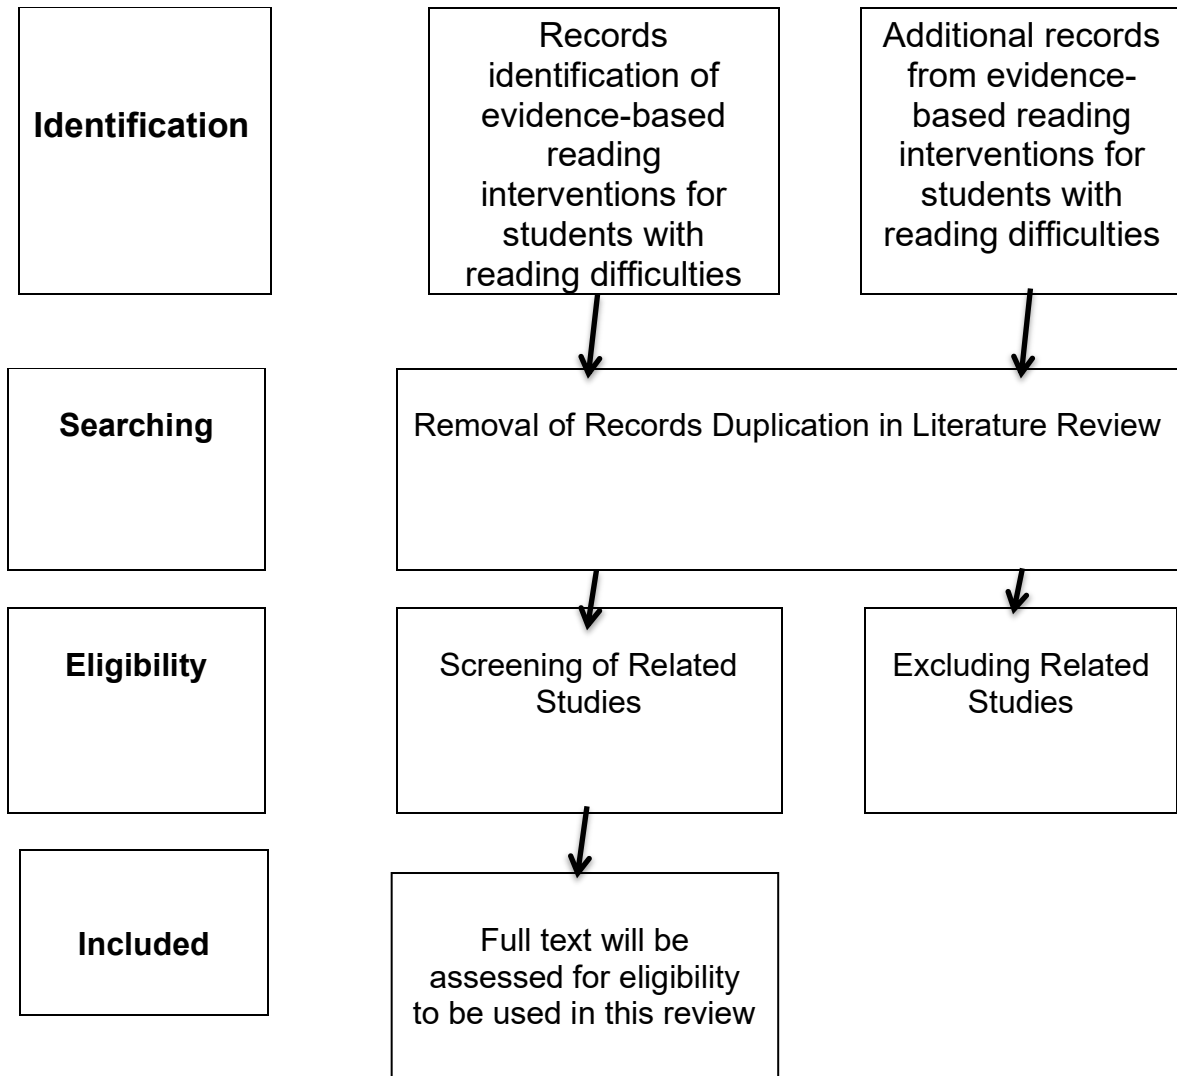 Identification
Records
identification of
evidence-based
reading
interventions for
students with
reading difficulties
Additional records
from evidence-
based reading
interventions for
students with
reading difficulties
Searching
Removal of Records Duplication in Literature Review
Eligibility
Screening of Related
Studies
Excluding Related
Studies
Included
Full text will be
assessed for eligibility
to be used in this review